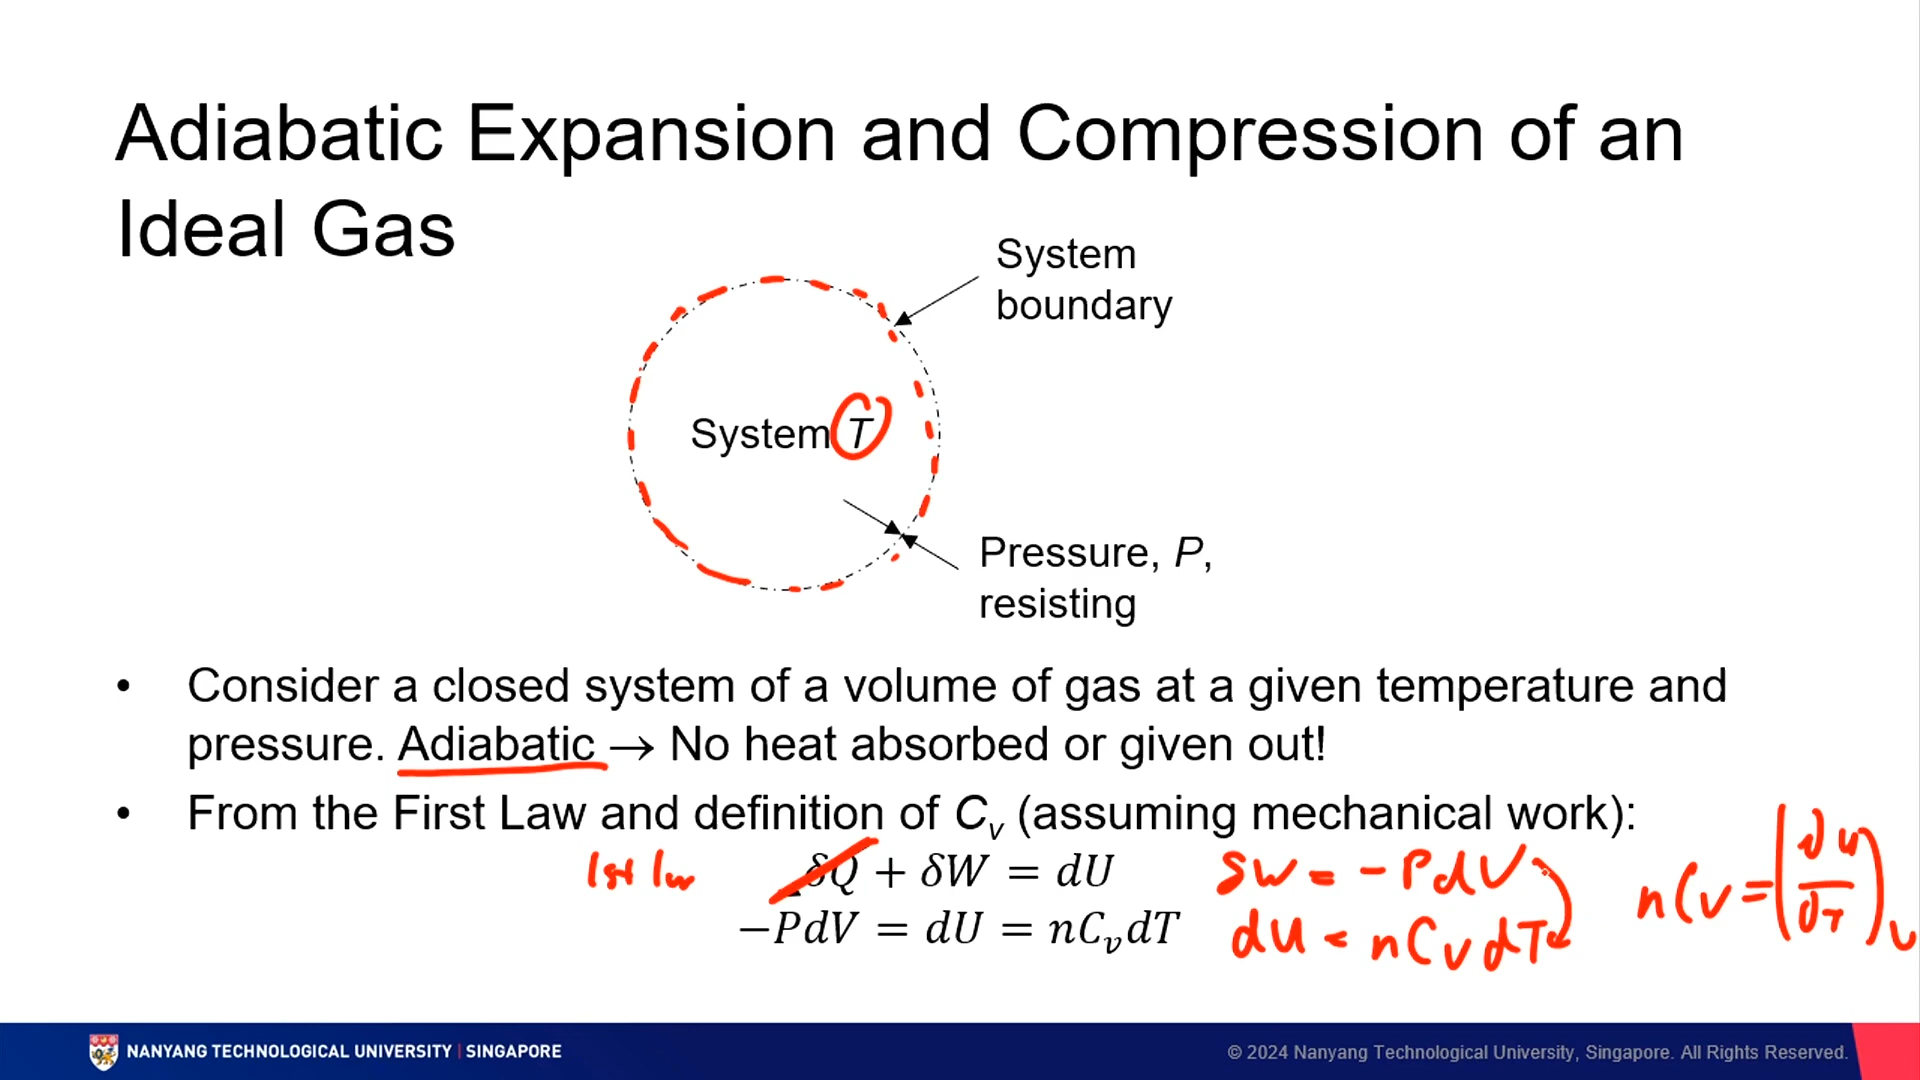 Adiabatic Expansion and Compression of an
Ideal Gas
System
boundary
System T
Pressure, P,
resisting
• Consider a closed system of a volume of gas at a given temperature and
pressure. Adiabatic → No heat absorbed or given out!
• From the First Law and definition of Cᵥ (assuming mechanical work):
1st law
δQ + δW = dU
−PdV = dU = nCᵥdT
δW = −PdV
dU = nCvdT
nCv = (∂U/∂T)v
NANYANG TECHNOLOGICAL UNIVERSITY | SINGAPORE
© 2024 Nanyang Technological University, Singapore. All Rights Reserved.